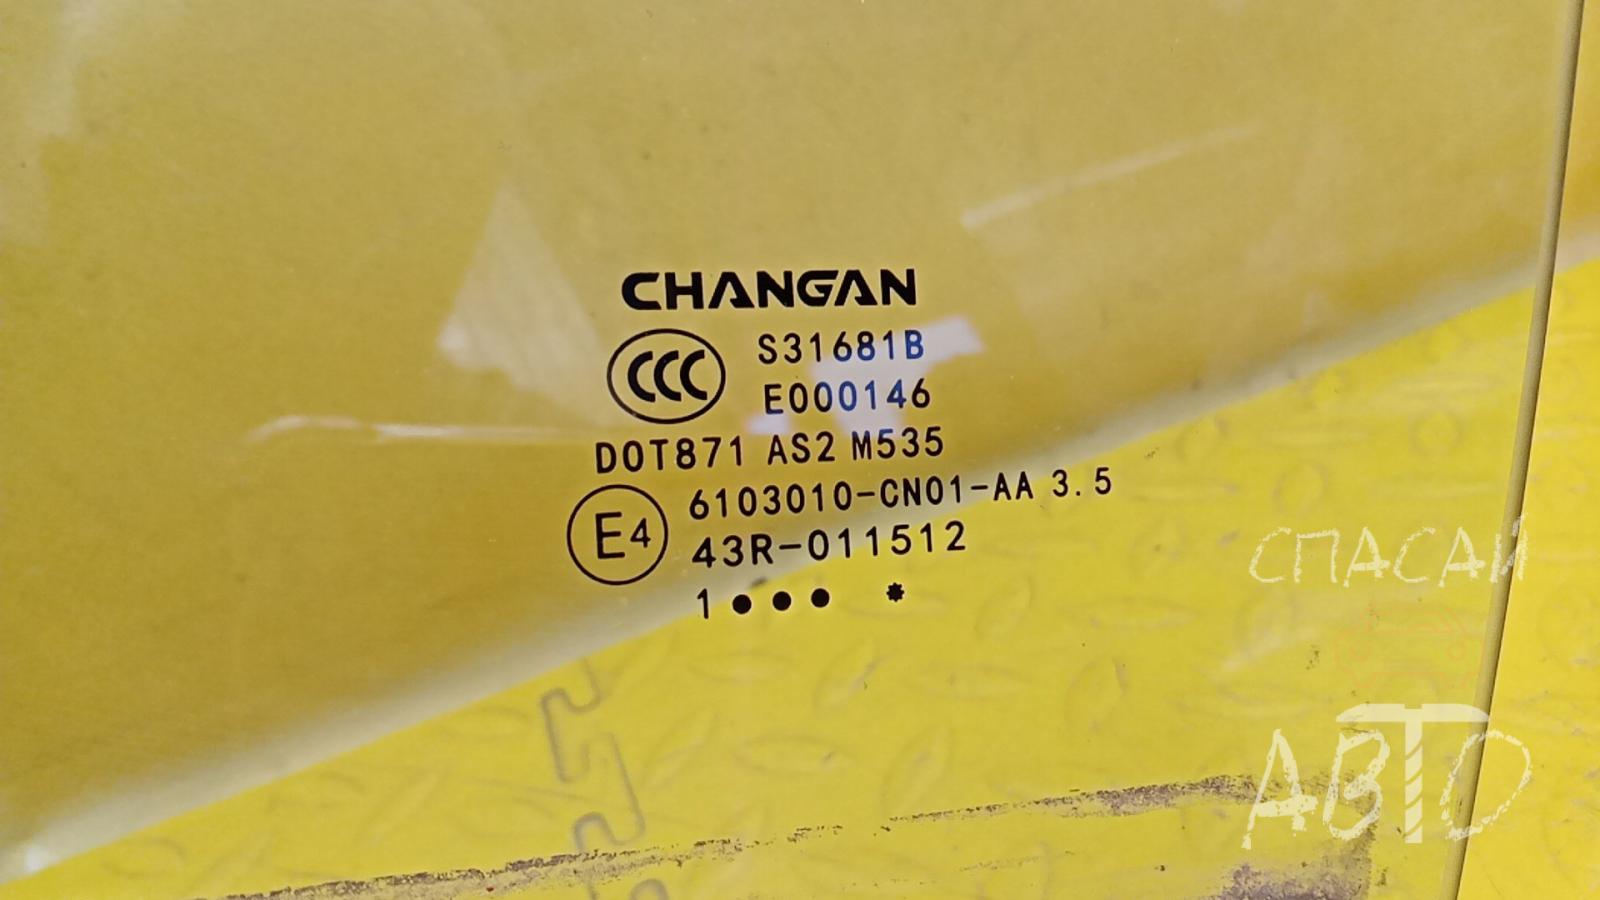 CHANGAN
CCC S31681B
E000146
DOT871 AS2 M535
E4 6103010-CN01-AA 3.5
43R-011512
1●●● *
СПАСАЙ
АВТО